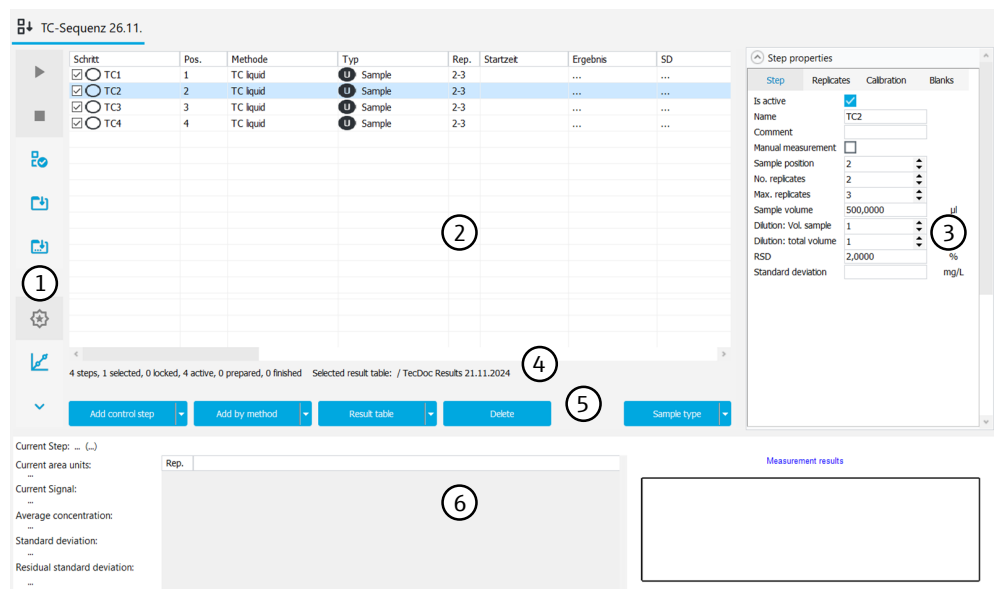 TC-Sequenz 26.11.
Schritt Pos. Methode Typ Rep. Startzeit Ergebnis SD
TC1 1 TC liquid U Sample 2-3 ... ...
TC2 2 TC liquid U Sample 2-3 ... ...
TC3 3 TC liquid U Sample 2-3 ... ...
TC4 4 TC liquid U Sample 2-3 ... ...
1
2
4 steps, 1 selected, 0 locked, 4 active, 0 prepared, 0 finished Selected result table: / TecDoc Results 21.11.2024
4
Add control step Add by method Result table Delete Sample type
5
Step properties
Step Replicates Calibration Blanks
Is active
Name TC2
Comment
Manual measurement
Sample position 2
No. replicates 2
Max. replicates 3
Sample volume 500,0000 µl
Dilution: Vol. sample 1
Dilution: total volume 1
RSD 2,0000 %
Standard deviation mg/L
3
Current Step: ... (...)
Current area units:
...
Current Signal:
...
Average concentration:
...
Standard deviation:
...
Residual standard deviation:
...
Rep.
6
Measurement results